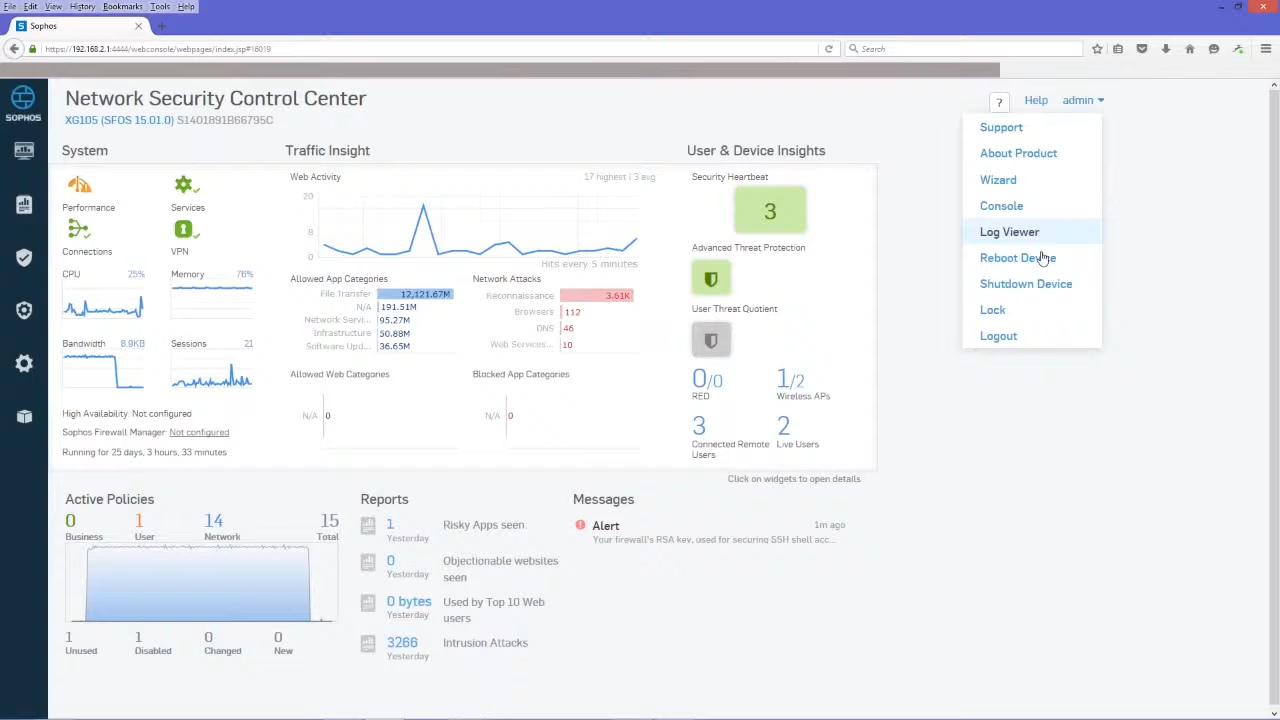 File Edit View History Bookmarks Tools Help
Sophos
https://192.168.2.1:4444/webconsole/webpages/index.jsp#16019
Search
SOPHOS
Network Security Control Center
XG105 (SFOS 15.01.0) S1401891B66795C
? Help admin
Support
About Product
Wizard
Console
Log Viewer
Reboot Device
Shutdown Device
Lock
Logout
System
Performance
Services
Connections
VPN
CPU 25%
Memory 76%
Bandwidth 8.9KB
Sessions 21
High Availability: Not configured
Sophos Firewall Manager: Not configured
Running for 25 days, 3 hours, 33 minutes
Traffic Insight
Web Activity
17 highest | 3 avg
20
8
0
Hits every 5 minutes
Allowed App Categories
File Transfer 12,121.67M
N/A 191.51M
Network Servi... 95.27M
Infrastructure 50.88M
Software Upd... 36.65M
Network Attacks
Reconnaissance 3.61K
Browsers 112
DNS 46
Web Services... 10
Allowed Web Categories
N/A 0
Blocked App Categories
N/A 0
User & Device Insights
Security Heartbeat
3
Advanced Threat Protection
User Threat Quotient
0/0
RED
1/2
Wireless APs
3
Connected Remote
Users
2
Live Users
Click on widgets to open details
Active Policies
0
Business
1
User
14
Network
15
Total
1
Unused
1
Disabled
0
Changed
0
New
Reports
1 Risky Apps seen.
Yesterday
0 Objectionable websites
Yesterday
seen
0 bytes Used by Top 10 Web
Yesterday
users
3266 Intrusion Attacks
Yesterday
Messages
Alert 1m ago
Your firewall's RSA key, used for securing SSH shell acc...